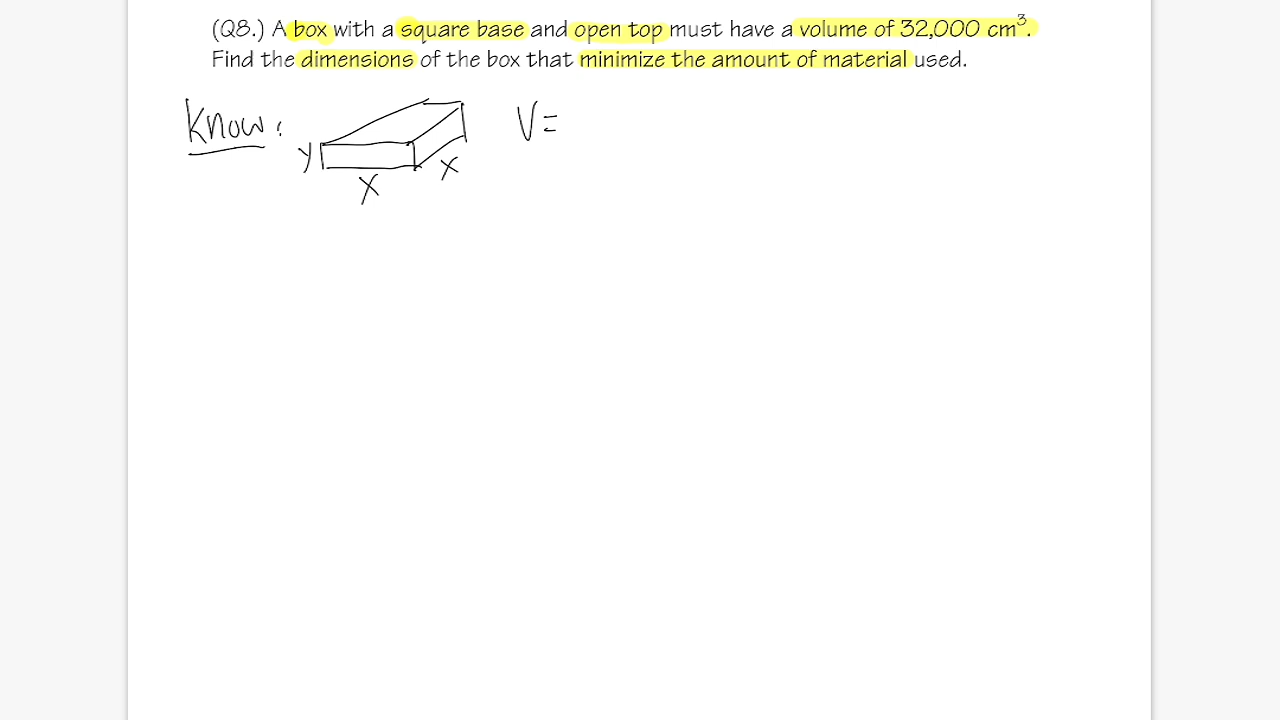 (Q8.) A box with a square base and open top must have a volume of 32,000 cm³.
Find the dimensions of the box that minimize the amount of material used.
Know:
V=
y
x
x